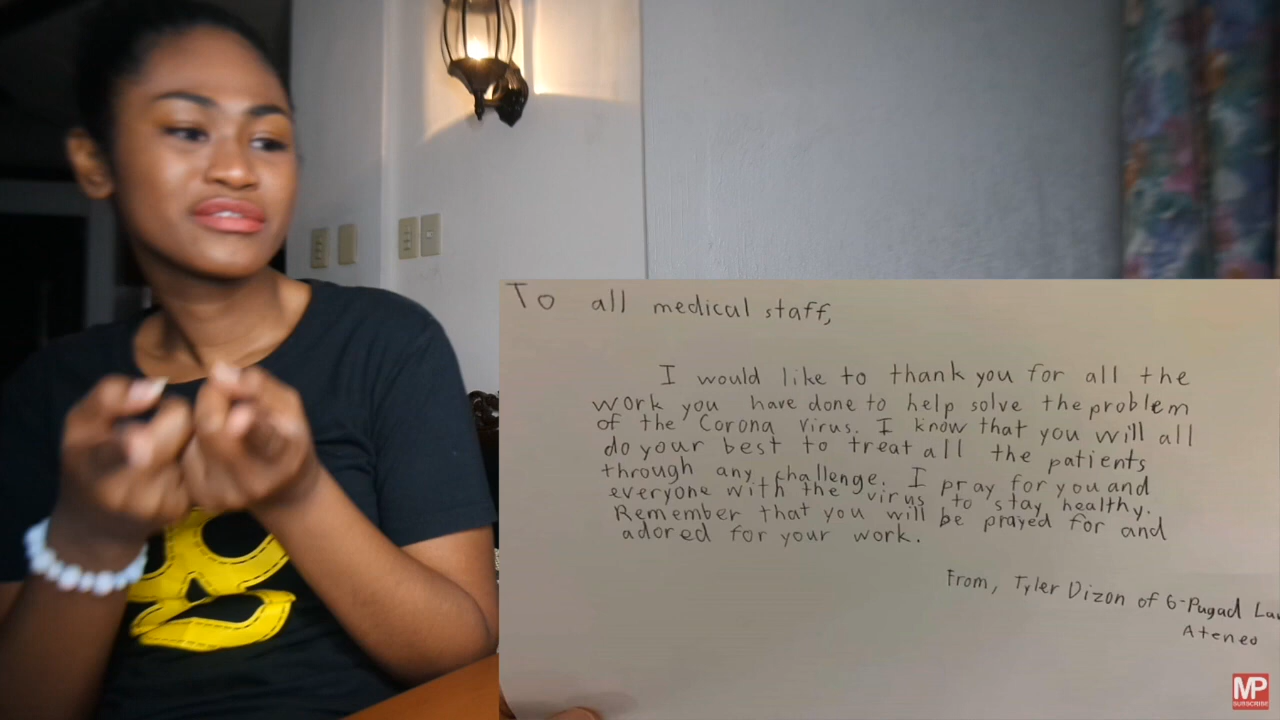 To all medical staff,
I would like to thank you for all the
work you have done to help solve the problem
of the Corona virus. I know that you will all
do your best to treat all the patients
through any challenge. I pray for you and
everyone with the virus to stay healthy.
Remember that you will be prayed for and
adored for your work.
From, Tyler Dizon of 6-Pugad
Ateneo
MP
SUBSCRIBE